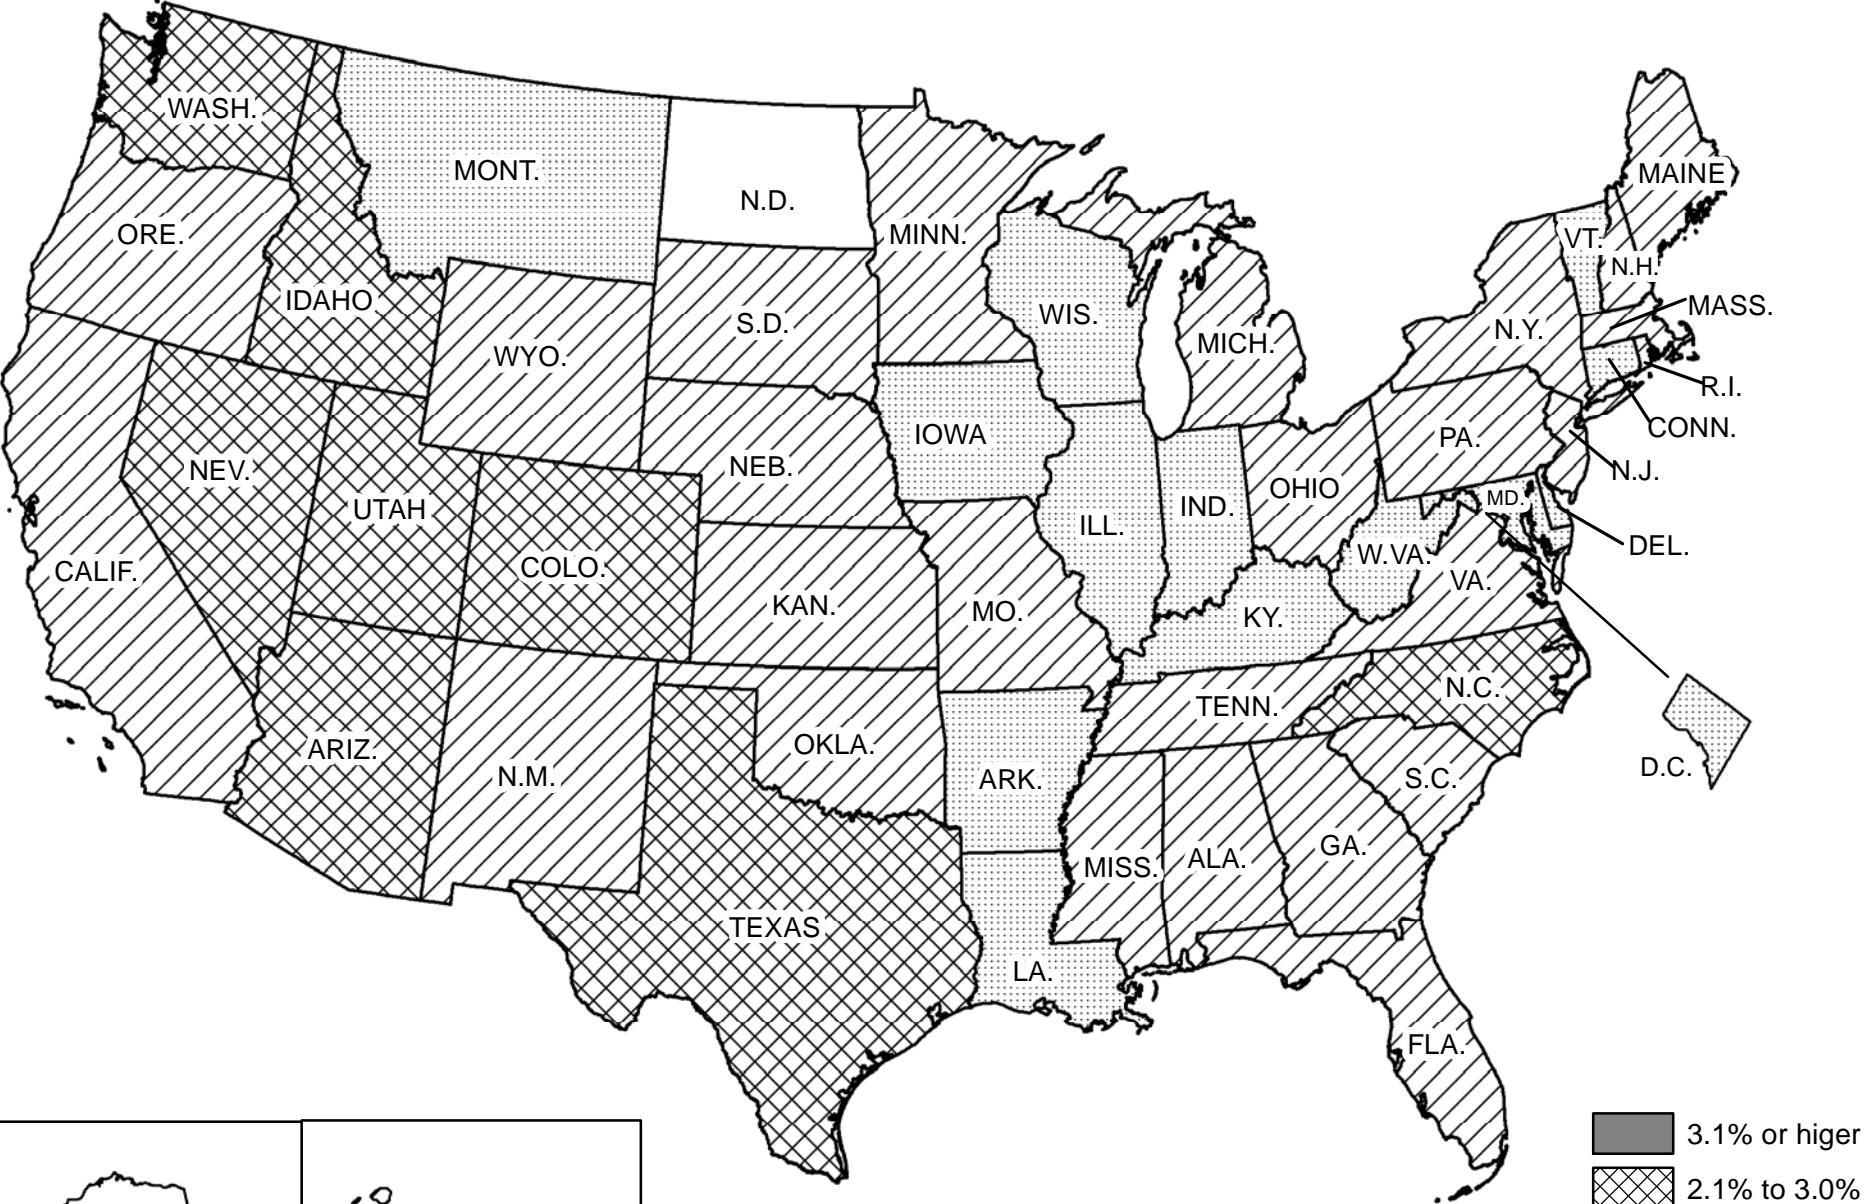 WASH.
MONT.
N.D.
MINN.
MAINE
ORE.
IDAHO
VT.
N.H.
WYO.
S.D.
WIS.
MICH.
N.Y.
MASS.
R.I.
NEV.
UTAH
COLO.
NEB.
IOWA
ILL.
IND.
OHIO
PA.
CONN.
N.J.
MD.
DEL.
CALIF.
KAN.
MO.
KY.
W.VA.
VA.
ARIZ.
N.M.
OKLA.
ARK.
TENN.
N.C.
S.C.
D.C.
TEXAS
LA.
MISS.
ALA.
GA.
FLA.
3.1% or higer
2.1% to 3.0%